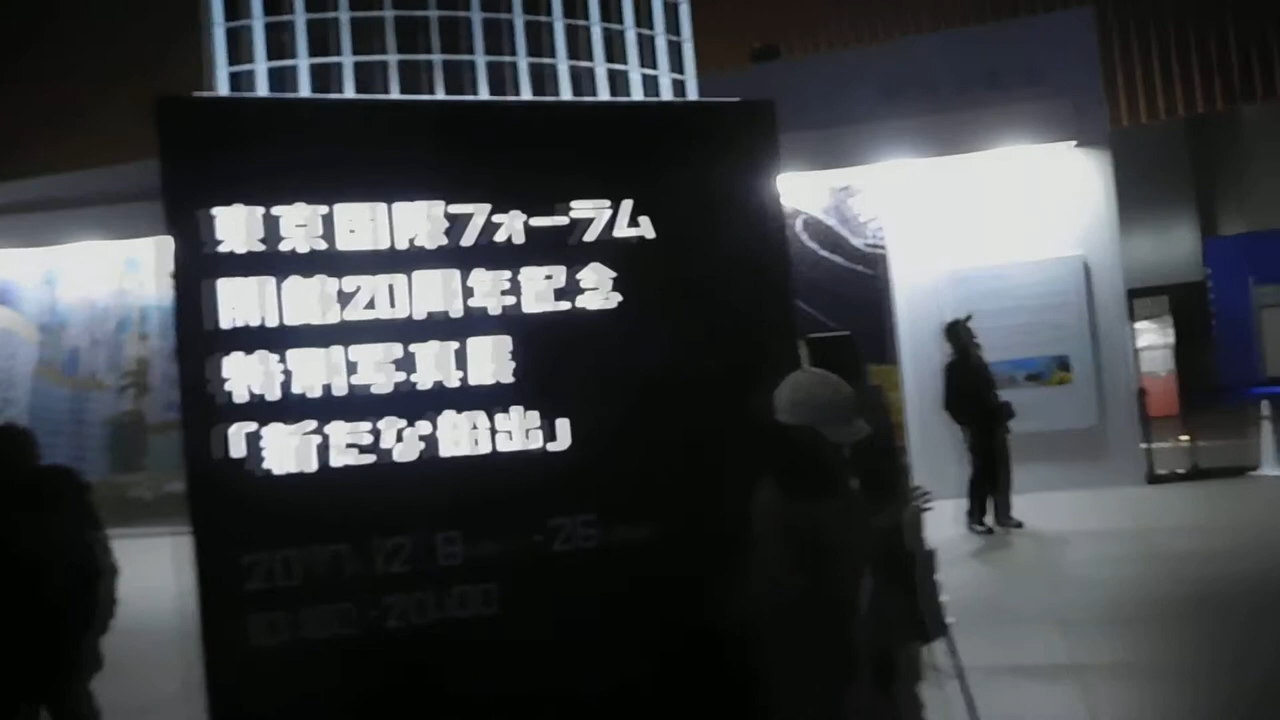 東京国際フォーラム
開館20周年記念
特別写真展
「新たな船出」